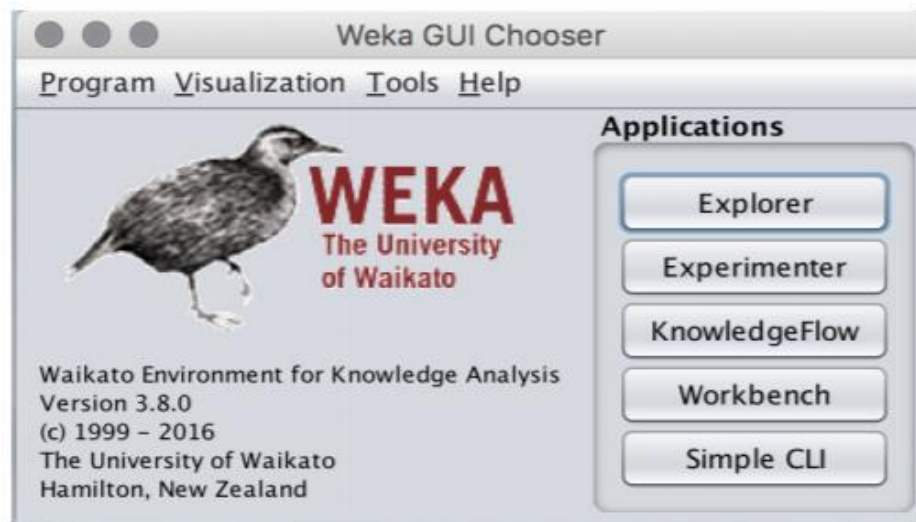 Weka GUI Chooser
Program Visualization Tools Help
WEKA
The University
of Waikato
Waikato Environment for Knowledge Analysis
Version 3.8.0
(c) 1999 – 2016
The University of Waikato
Hamilton, New Zealand
Applications
Explorer
Experimenter
KnowledgeFlow
Workbench
Simple CLI